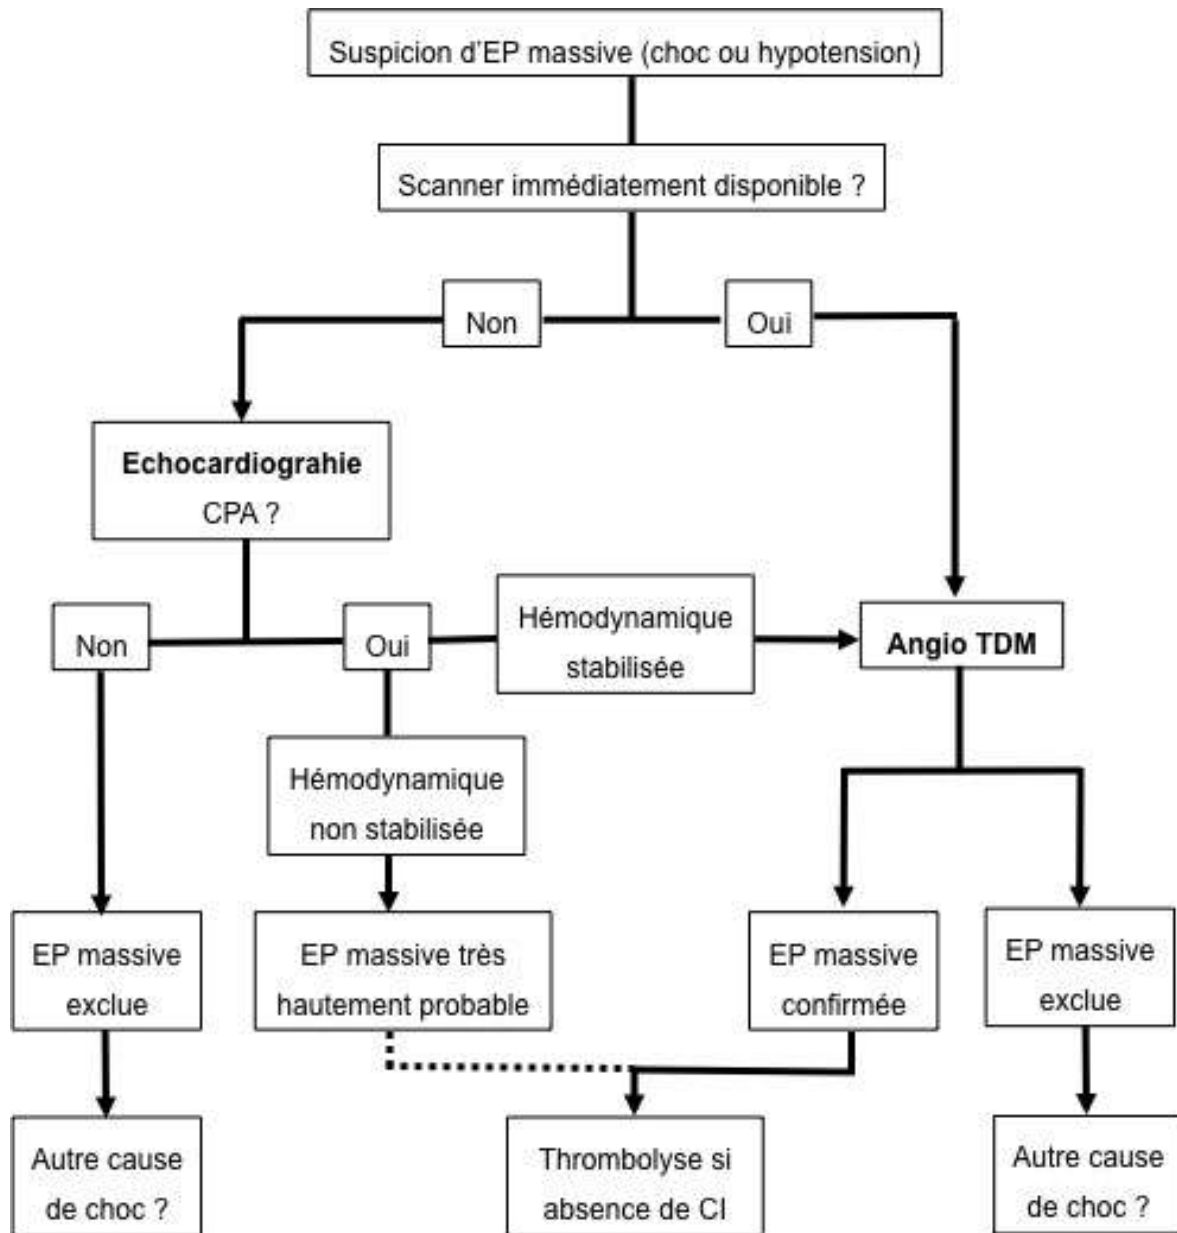 Suspicion d'EP massive (choc ou hypotension)
Scanner immédiatement disponible ?
Non
Oui
Echocardiograhie
CPA ?
Non
Oui
Hémodynamique
stabilisée
Angio TDM
Hémodynamique
non stabilisée
EP massive
exclue
EP massive très
hautement probable
EP massive
confirmée
EP massive
exclue
Autre cause
de choc ?
Thrombolyse si
absence de CI
Autre cause
de choc ?